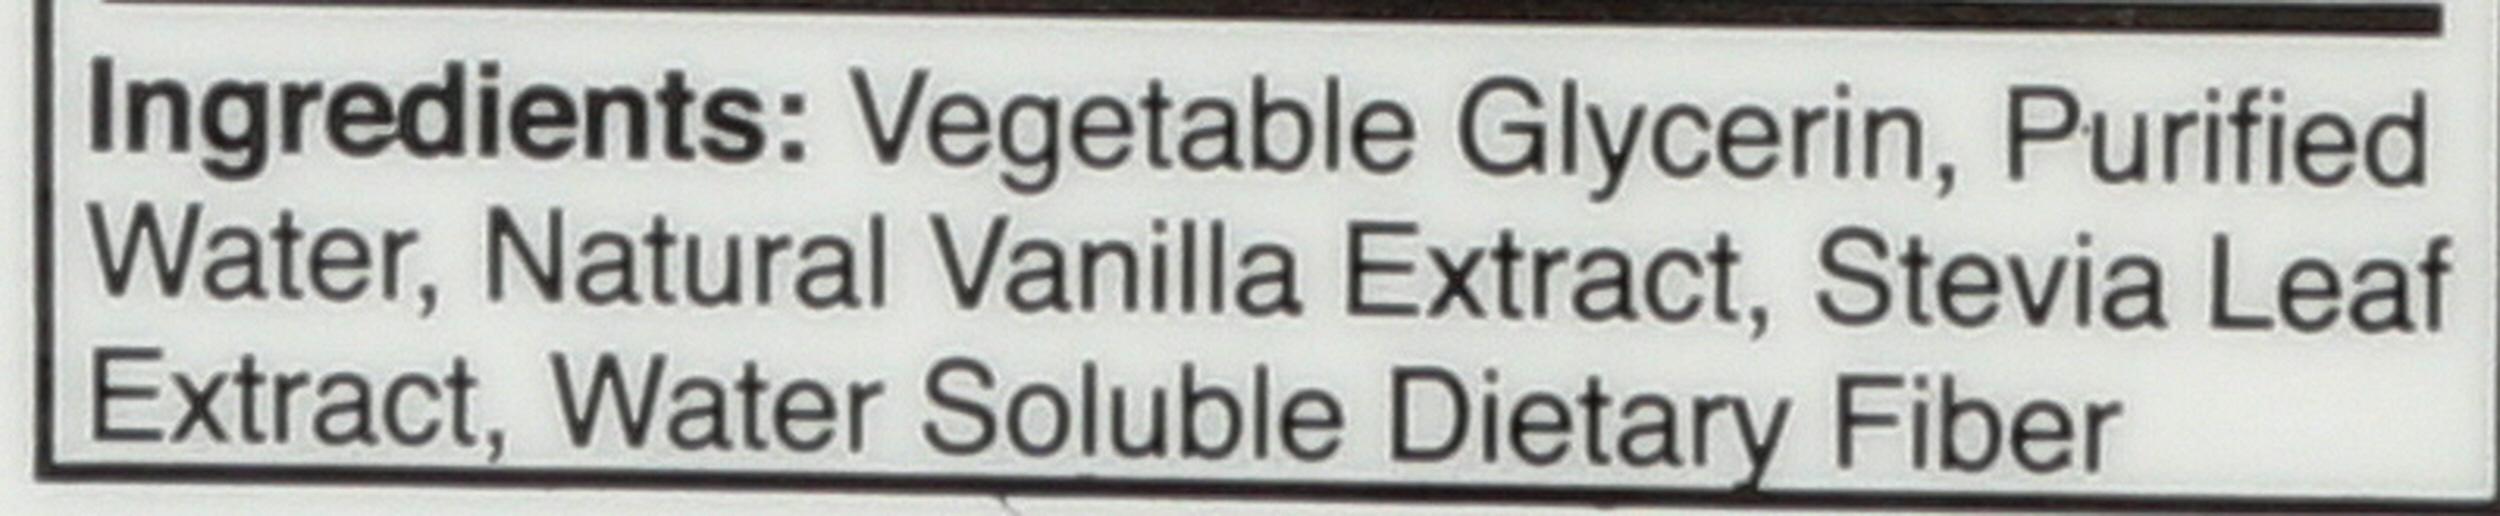 Ingredients: Vegetable Glycerin, Purified
Water, Natural Vanilla Extract, Stevia Leaf
Extract, Water Soluble Dietary Fiber